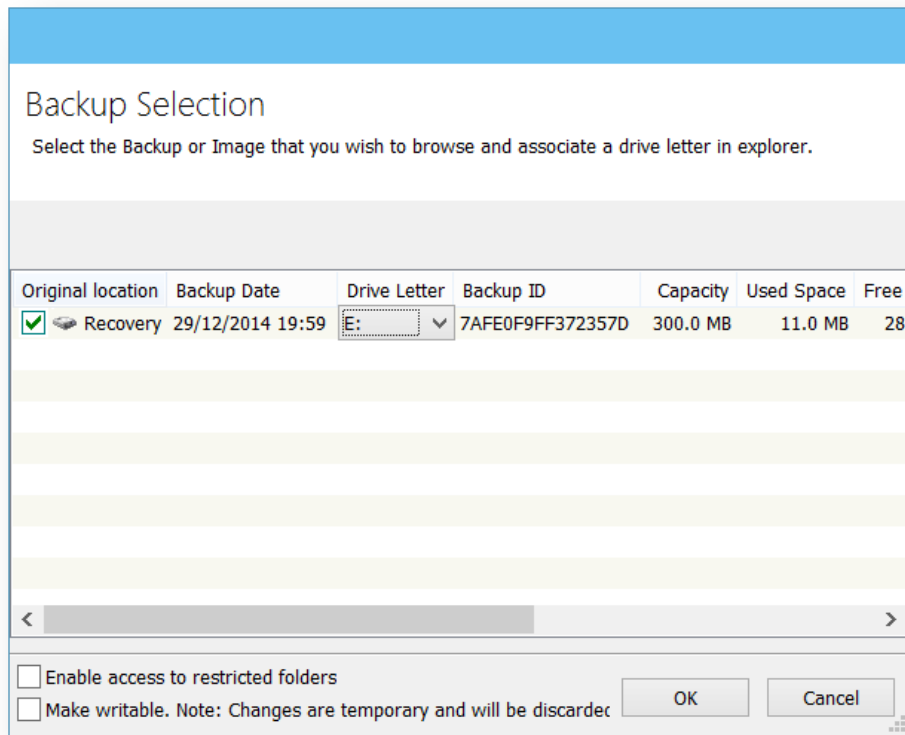 Backup Selection
Select the Backup or Image that you wish to browse and associate a drive letter in explorer.
Original location Backup Date Drive Letter Backup ID Capacity Used Space Free
Recovery 29/12/2014 19:59 E: 7AFE0F9FF372357D 300.0 MB 11.0 MB 28
Enable access to restricted folders
Make writable. Note: Changes are temporary and will be discarded
OK Cancel